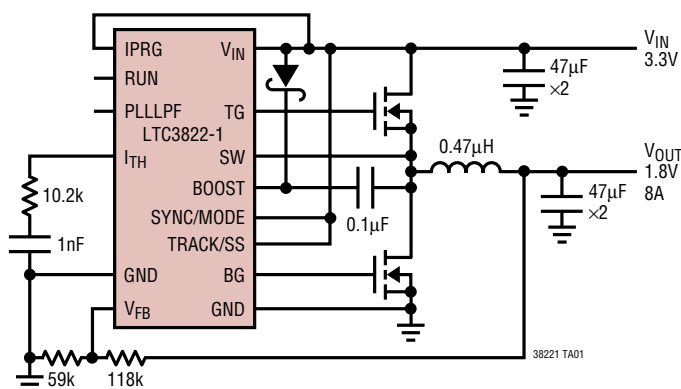 IPRG
VIN
VIN
3.3V
RUN
47µF
×2
PLLLPF
TG
LTC3822-1
ITH
SW
0.47µH
VOUT
1.8V
8A
10.2k
BOOST
47µF
×2
0.1µF
SYNC/MODE
1nF
TRACK/SS
GND
BG
VFB
GND
59k
118k
38221 TA01